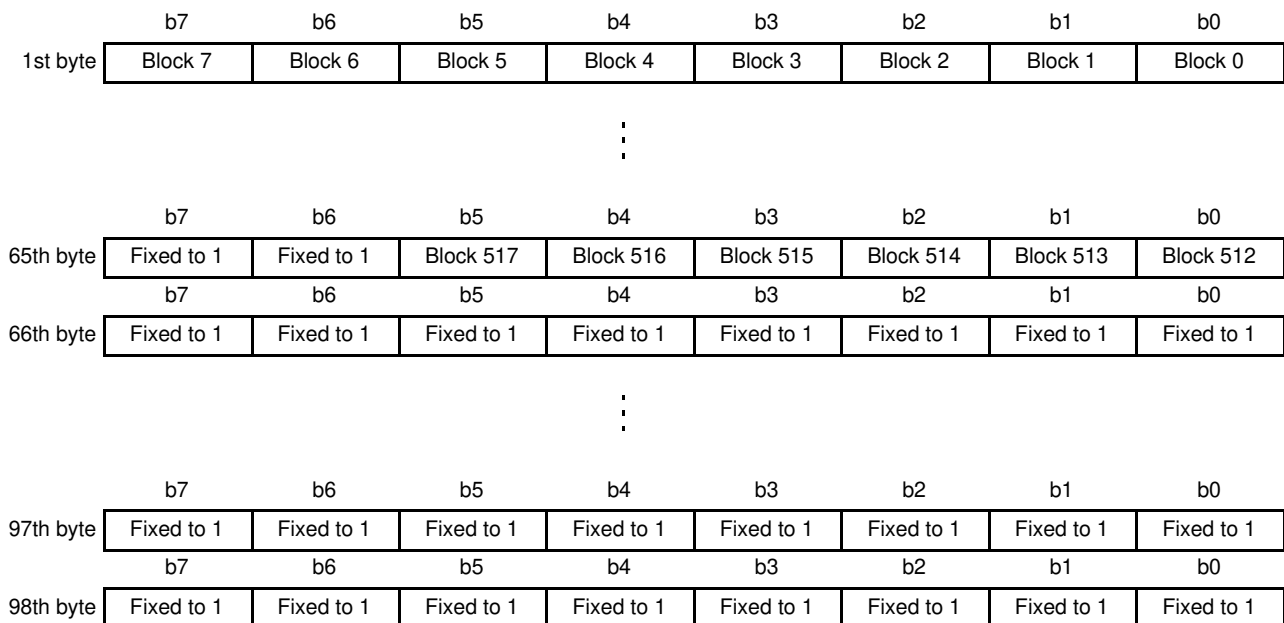 b7 b6 b5 b4 b3 b2 b1 b0
1st byte Block 7 Block 6 Block 5 Block 4 Block 3 Block 2 Block 1 Block 0
b7 b6 b5 b4 b3 b2 b1 b0
65th byte Fixed to 1 Fixed to 1 Block 517 Block 516 Block 515 Block 514 Block 513 Block 512
b7 b6 b5 b4 b3 b2 b1 b0
66th byte Fixed to 1 Fixed to 1 Fixed to 1 Fixed to 1 Fixed to 1 Fixed to 1 Fixed to 1 Fixed to 1
b7 b6 b5 b4 b3 b2 b1 b0
97th byte Fixed to 1 Fixed to 1 Fixed to 1 Fixed to 1 Fixed to 1 Fixed to 1 Fixed to 1 Fixed to 1
b7 b6 b5 b4 b3 b2 b1 b0
98th byte Fixed to 1 Fixed to 1 Fixed to 1 Fixed to 1 Fixed to 1 Fixed to 1 Fixed to 1 Fixed to 1